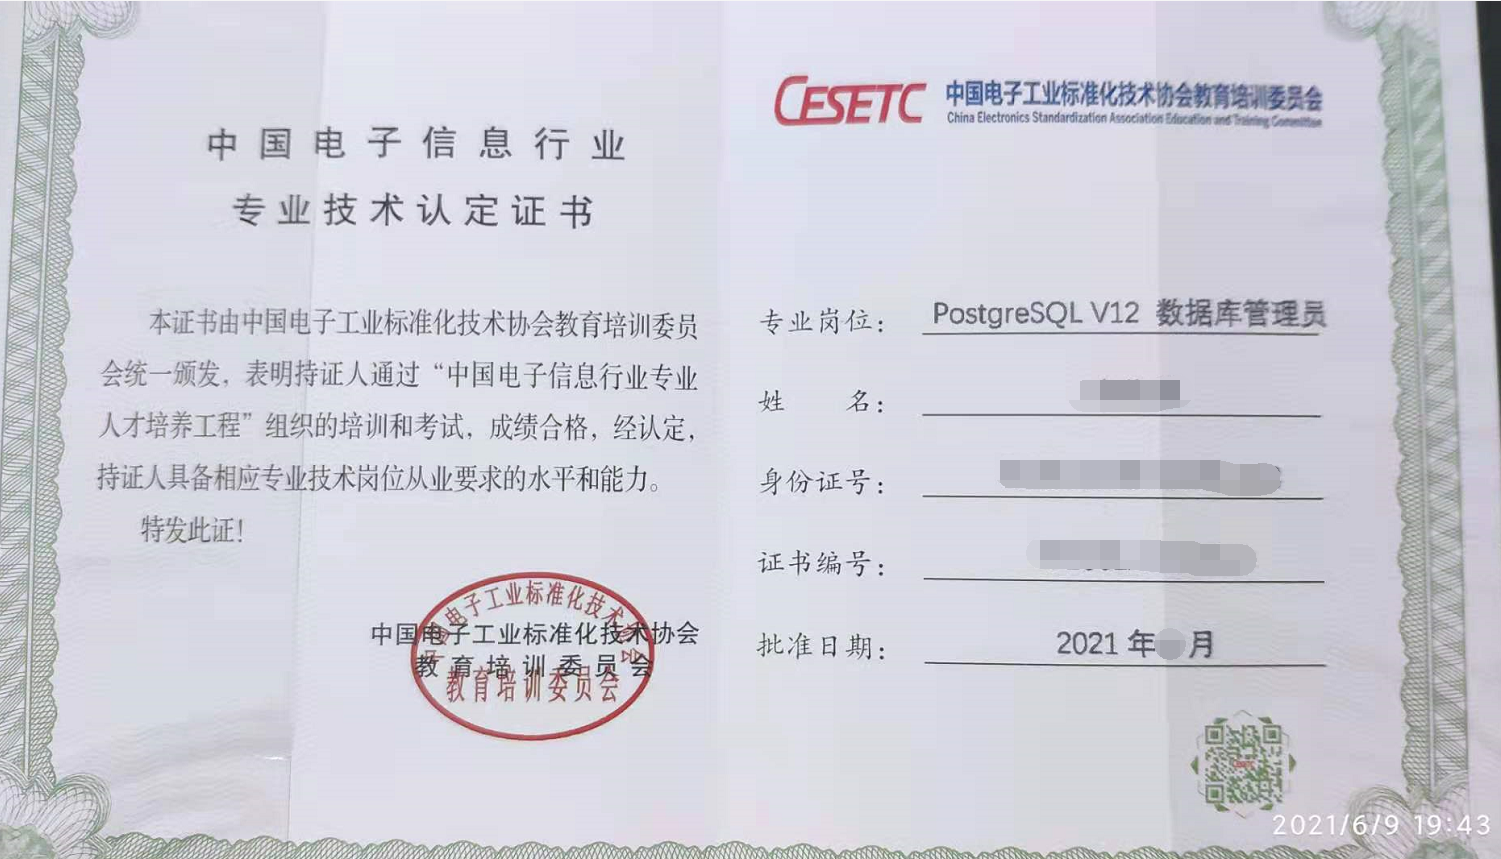 中国电子信息行业
专业技术认定证书
本证书由中国电子工业标准化技术协会教育培训委员
会统一颁发，表明持证人通过“中国电子信息行业专业
人才培养工程”组织的培训和考试，成绩合格，经认定，
持证人具备相应专业技术岗位从业要求的水平和能力。
特发此证！
中国电子工业标准化技术协会
教育培训委员会
中国电子工业标准化技术协会
教育培训委员会
CESETC 中国电子工业标准化技术协会教育培训委员会
China Electronics Standardization Association Education and Training Committee
专业岗位： PostgreSQL V12 数据库管理员
姓 名：
身份证号：
证书编号：
批准日期： 2021 年 月
CESETC
2021/6/9 19:43